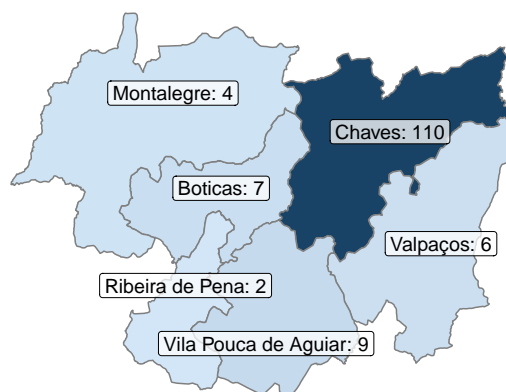 Montalegre: 4
Chaves: 110
Boticas: 7
Valpaços: 6
Ribeira de Pena: 2
Vila Pouca de Aguiar: 9